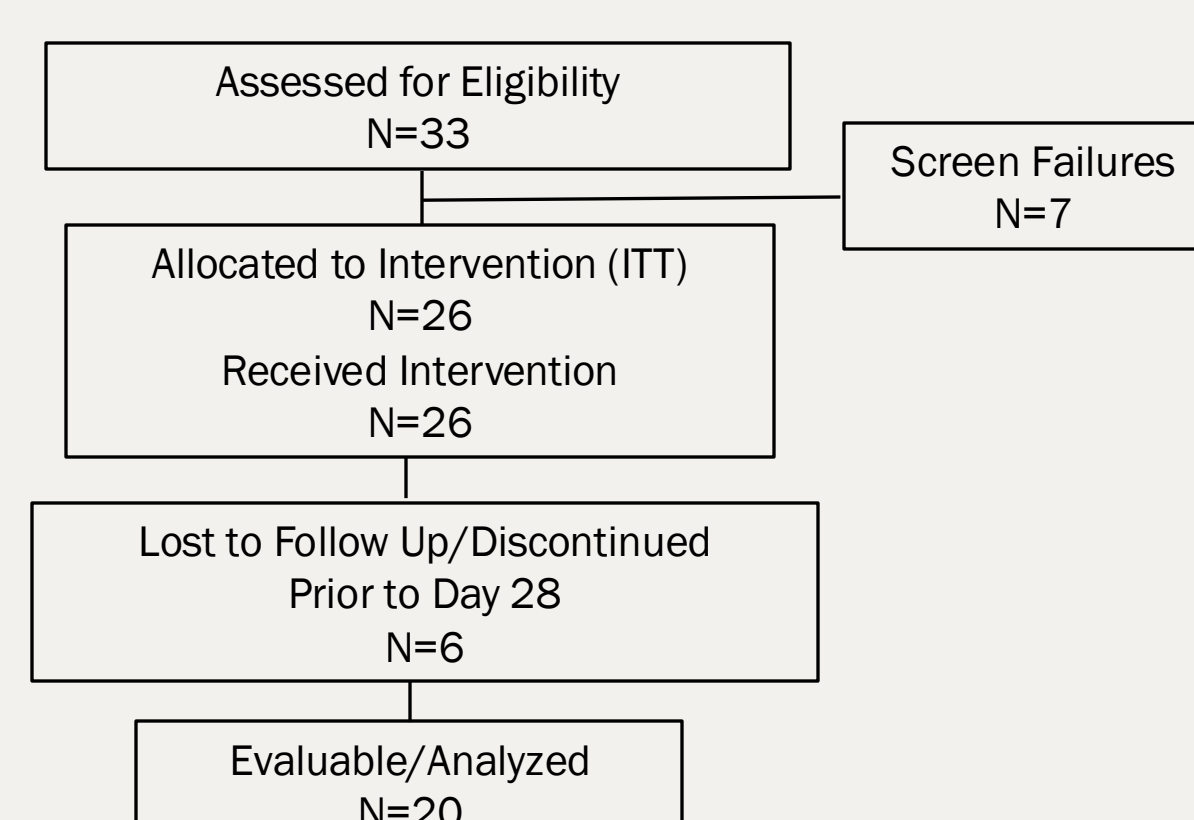 Assessed for Eligibility
N=33
Screen Failures
N=7
Allocated to Intervention (ITT)
N=26
Received Intervention
N=26
Lost to Follow Up/Discontinued
Prior to Day 28
N=6
Evaluable/Analyzed
N=20